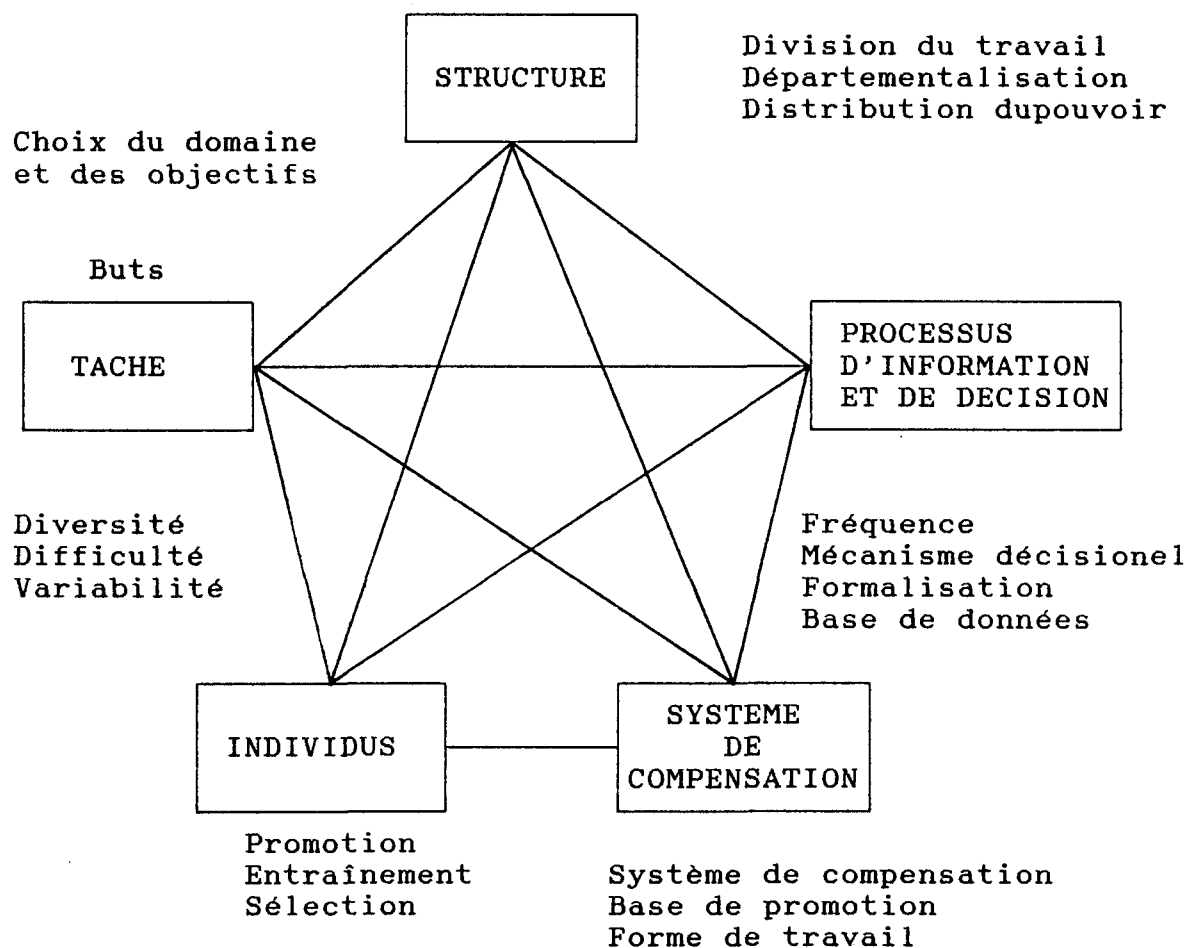 STRUCTURE
Division du travail
Départementalisation
Distribution dupouvoir
Choix du domaine
et des objectifs
Buts
TACHE
PROCESSUS
D'INFORMATION
ET DE DECISION
Diversité
Difficulté
Variabilité
Fréquence
Mécanisme décisionel
Formalisation
Base de données
INDIVIDUS
SYSTEME
DE
COMPENSATION
Promotion
Entraînement
Sélection
Système de compensation
Base de promotion
Forme de travail